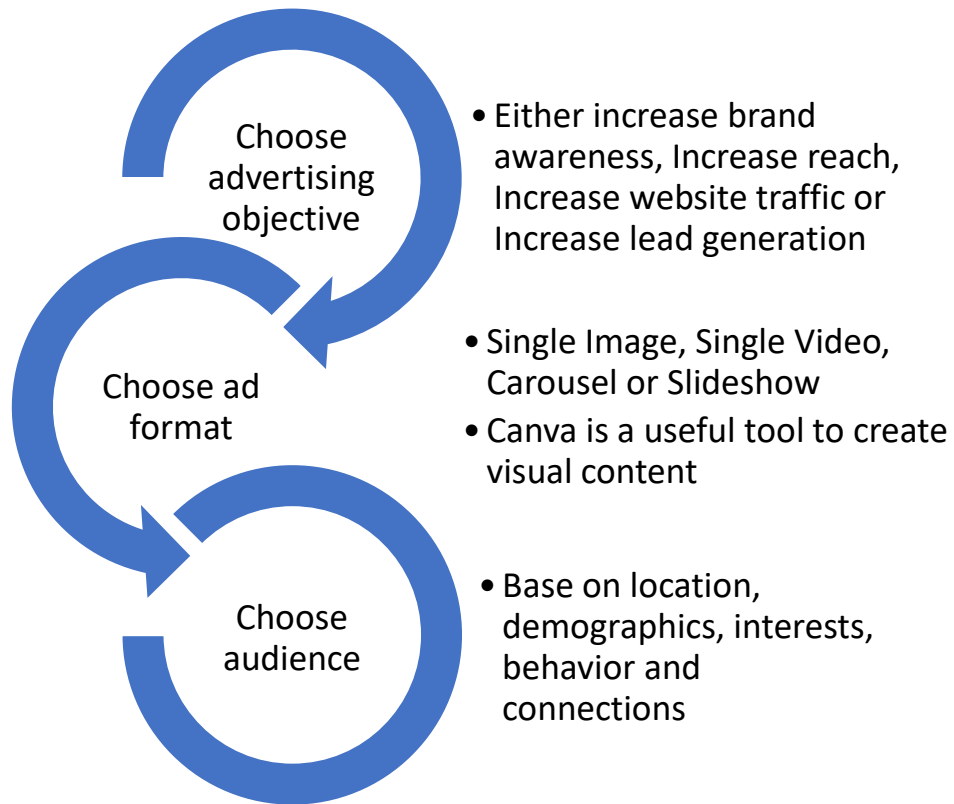 Choose
advertising
objective
• Either increase brand
awareness, Increase reach,
Increase website traffic or
Increase lead generation
Choose ad
format
• Single Image, Single Video,
Carousel or Slideshow
• Canva is a useful tool to create
visual content
Choose
audience
• Base on location,
demographics, interests,
behavior and
connections